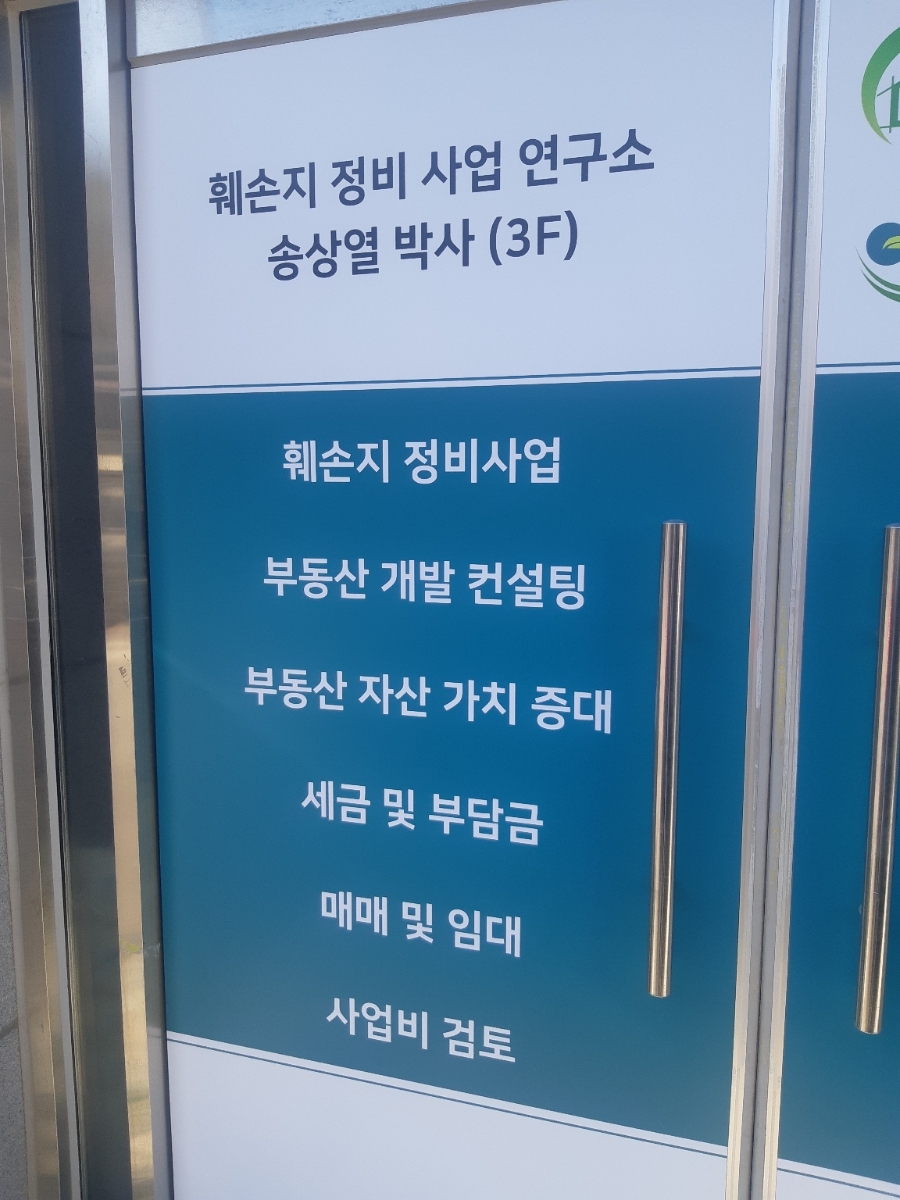 훼손지 정비 사업 연구소
송상열 박사 (3F)
훼손지 정비사업
부동산 개발 컨설팅
부동산 자산 가치 증대
세금 및 부담금
매매 및 임대
사업비 검토